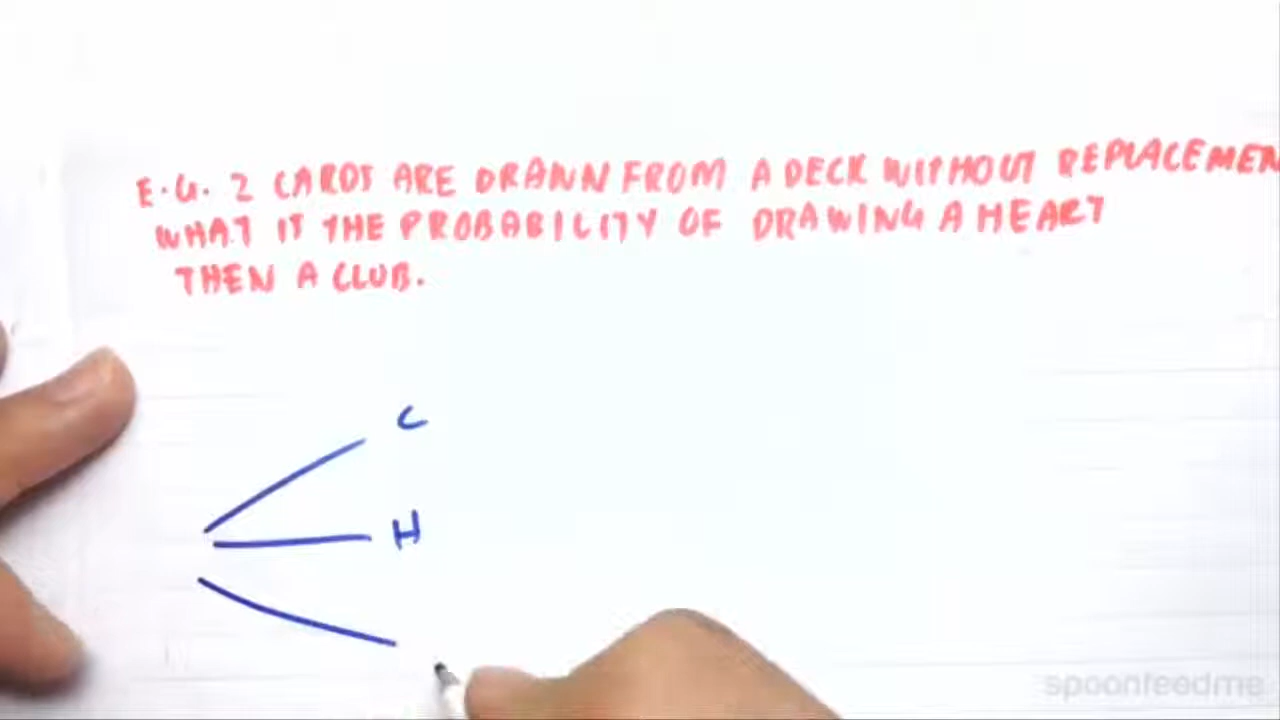 E.G. 2 CARDS ARE DRAWN FROM A DECK WITHOUT REPLACEMEN
WHAT IS THE PROBABILITY OF DRAWING A HEART
THEN A CLUB.
C
H
spoonfeedme